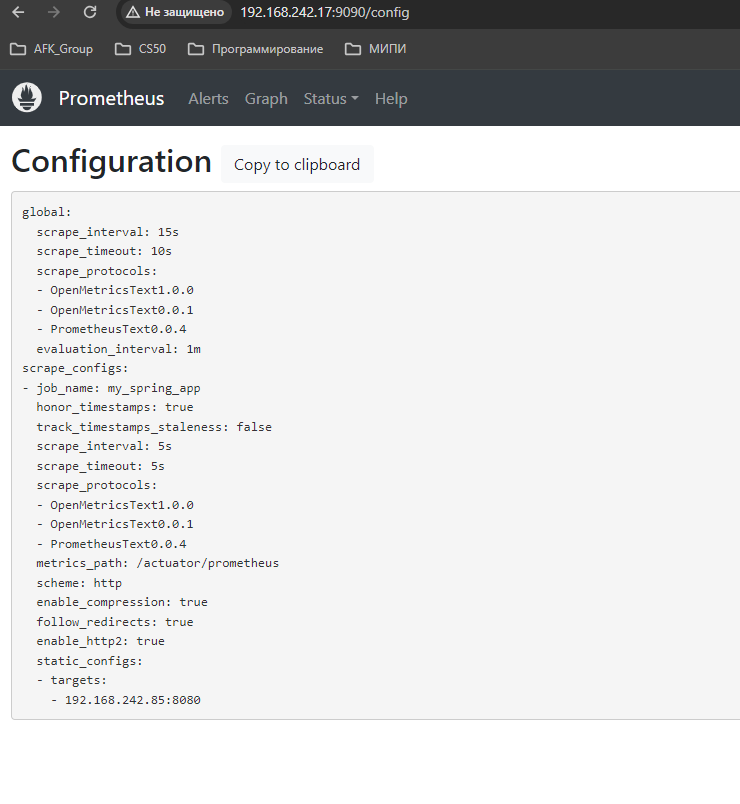 Не защищено 192.168.242.17:9090/config
AFK_Group CS50 Программирование МИПИ
Prometheus Alerts Graph Status Help
Configuration Copy to clipboard
global:
  scrape_interval: 15s
  scrape_timeout: 10s
  scrape_protocols:
  - OpenMetricsText1.0.0
  - OpenMetricsText0.0.1
  - PrometheusText0.0.4
  evaluation_interval: 1m
scrape_configs:
- job_name: my_spring_app
  honor_timestamps: true
  track_timestamps_staleness: false
  scrape_interval: 5s
  scrape_timeout: 5s
  scrape_protocols:
  - OpenMetricsText1.0.0
  - OpenMetricsText0.0.1
  - PrometheusText0.0.4
  metrics_path: /actuator/prometheus
  scheme: http
  enable_compression: true
  follow_redirects: true
  enable_http2: true
  static_configs:
  - targets:
    - 192.168.242.85:8080